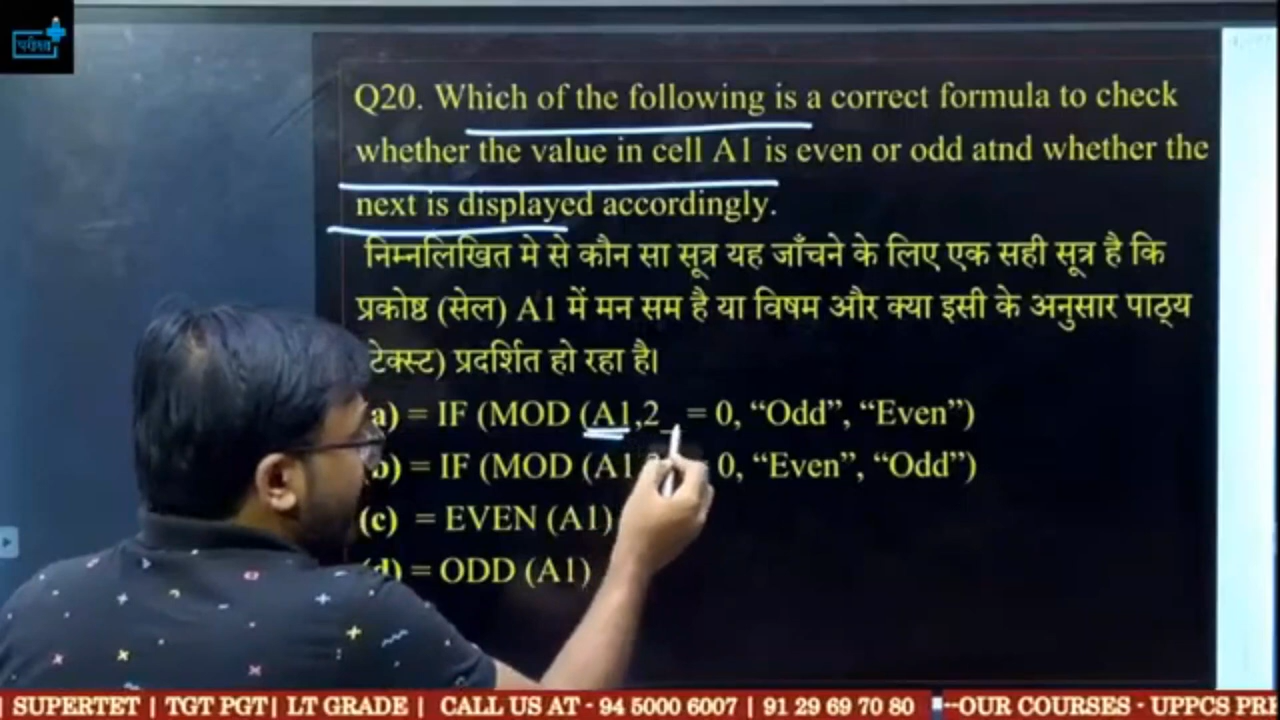 परीक्षा
Q20. Which of the following is a correct formula to check
whether the value in cell A1 is even or odd atnd whether the
next is displayed accordingly.
निम्नलिखित मे से कौन सा सूत्र यह जाँचने के लिए एक सही सूत्र है कि
प्रकोष्ठ (सेल) A1 में मन सम है या विषम और क्या इसी के अनुसार पाठ्य
टेक्स्ट) प्रदर्शित हो रहा है।
a) = IF (MOD (A1,2_ = 0, “Odd”, “Even”)
b) = IF (MOD (A1 0, “Even”, “Odd”)
(c) = EVEN (A1)
d) = ODD (A1)
| SUPERTET | TGT PGT| LT GRADE | CALL US AT - 94 5000 6007 | 91 29 69 70 80 --OUR COURSES - UPPCS PRE